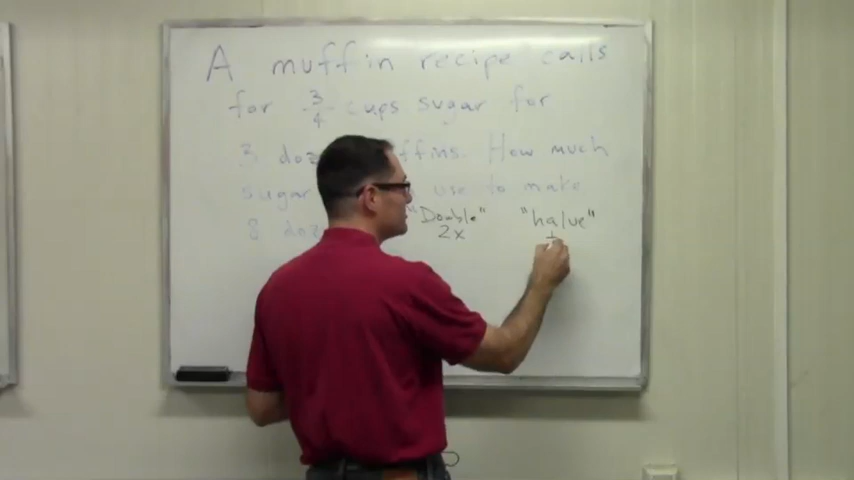 A muffin recipe calls
for 3/4 cups sugar for
3 doz ffins. How much
sugar use to make
8 doz
"Double" "halve"
2x